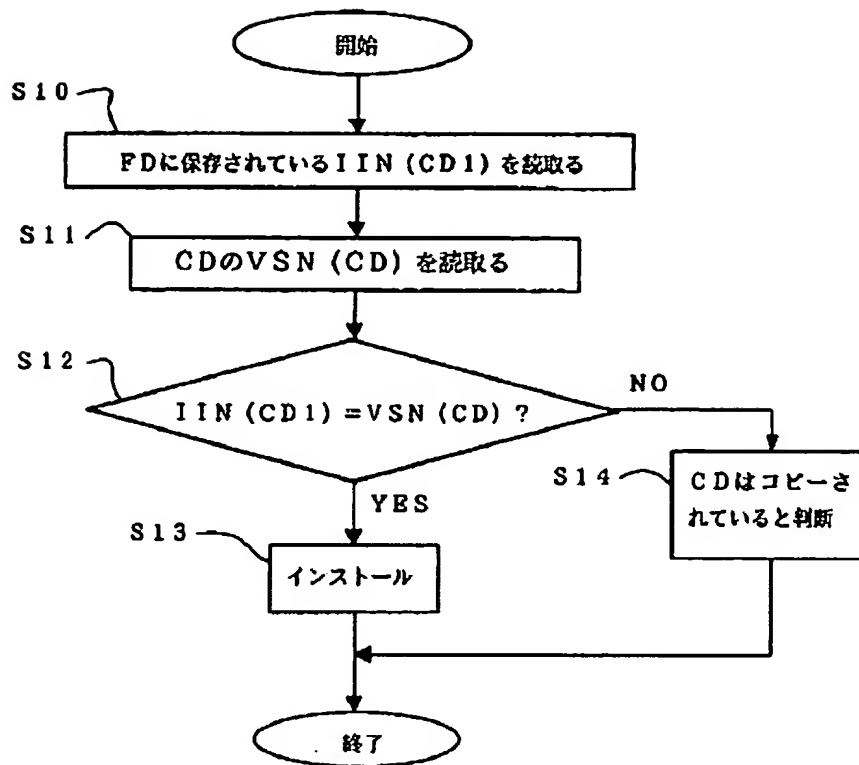 開始
S10
FDに保存されているIIN(CD1)を読取る
S11
CDのVSN(CD)を読取る
S12
IIN(CD1)=VSN(CD)?
NO
S14
CDはコピーさ
れていると判断
YES
S13
インストール
終了